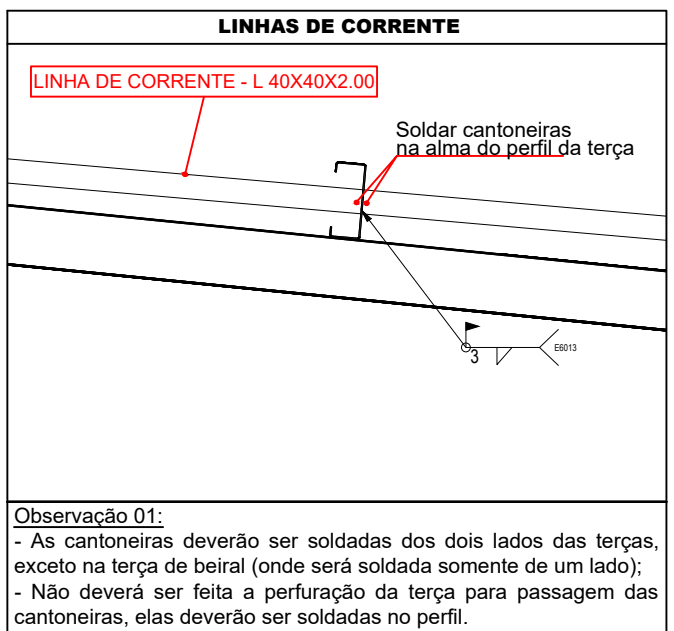 LINHAS DE CORRENTE
LINHA DE CORRENTE - L 40X40X2.00
Soldar cantoneiras
na alma do perfil da terça
3
E6013
Observação 01:
- As cantoneiras deverão ser soldadas dos dois lados das terças,
exceto na terça de beiral (onde será soldada somente de um lado);
- Não deverá ser feita a perfuração da terça para passagem das
cantoneiras, elas deverão ser soldadas no perfil.